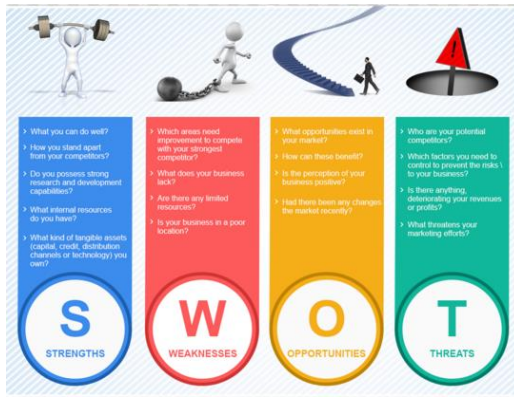 > What you can do well?
> How you stand apart
from your competitors?
> Do you possess strong
research and development
capabilities?
> What internal resources
do you have?
> What kind of tangible assets
(capital, credit, distribution
channels or technology) you
own?
S
STRENGTHS
> Which areas need
improvement to compete
with your strongest
competitor?
> What does your business
lack?
> Are there any limited
resources?
> Is your business in a poor
location?
W
WEAKNESSES
> What opportunities exist in
your market?
> How can these benefit?
> Is the perception of your
business positive?
> Had there been any changes
the market recently?
O
OPPORTUNITIES
> Who are your potential
competitors?
> Which factors you need to
control to prevent the risks \
to your business?
> Is there anything,
deteriorating your revenues
or profits?
> What threatens your
marketing efforts?
T
THREATS
!